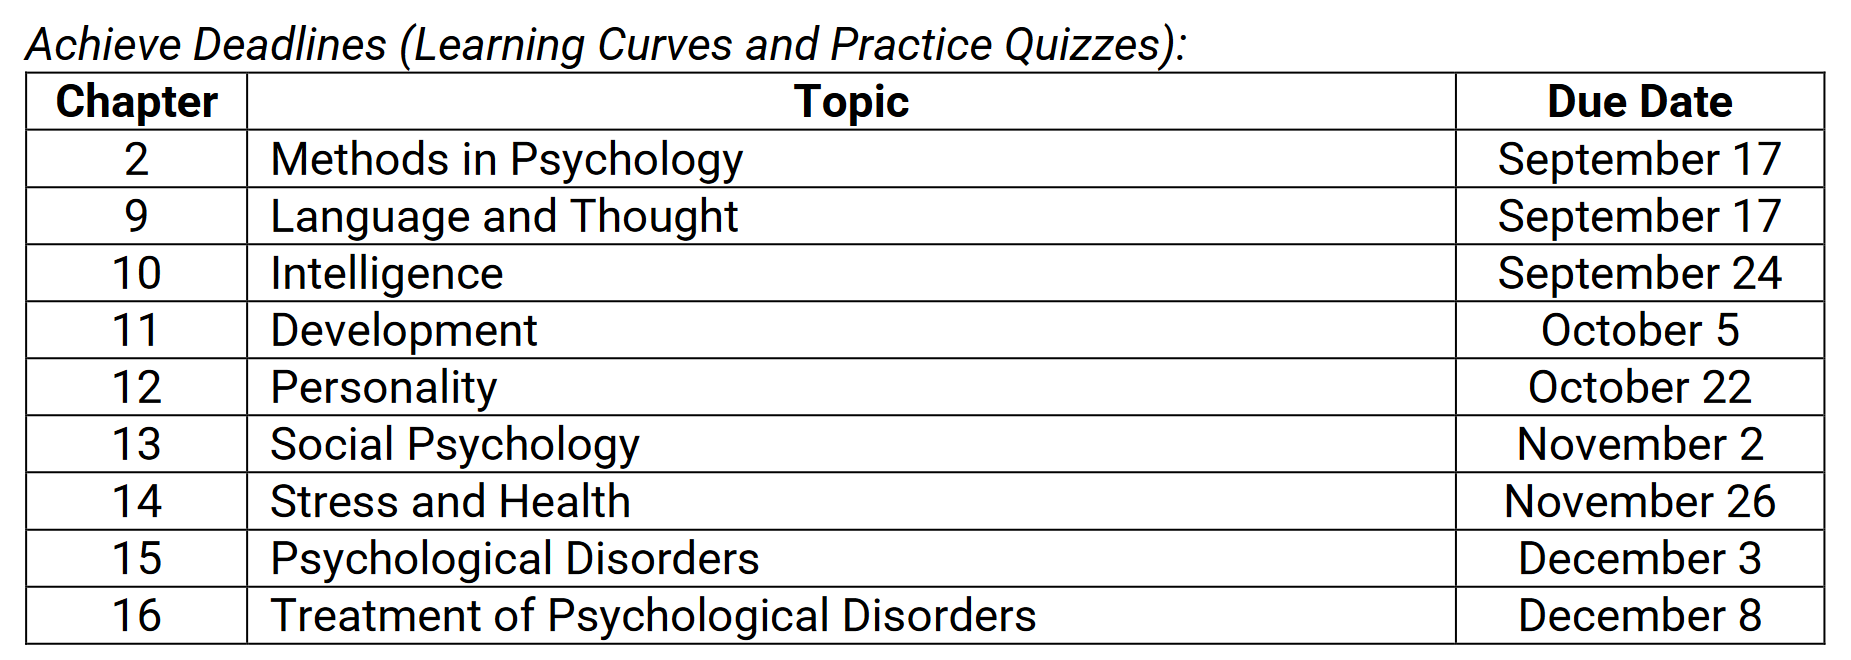 Achieve Deadlines (Learning Curves and Practice Quizzes):
Chapter Topic Due Date
2 Methods in Psychology September 17
9 Language and Thought September 17
10 Intelligence September 24
11 Development October 5
12 Personality October 22
13 Social Psychology November 2
14 Stress and Health November 26
15 Psychological Disorders December 3
16 Treatment of Psychological Disorders December 8